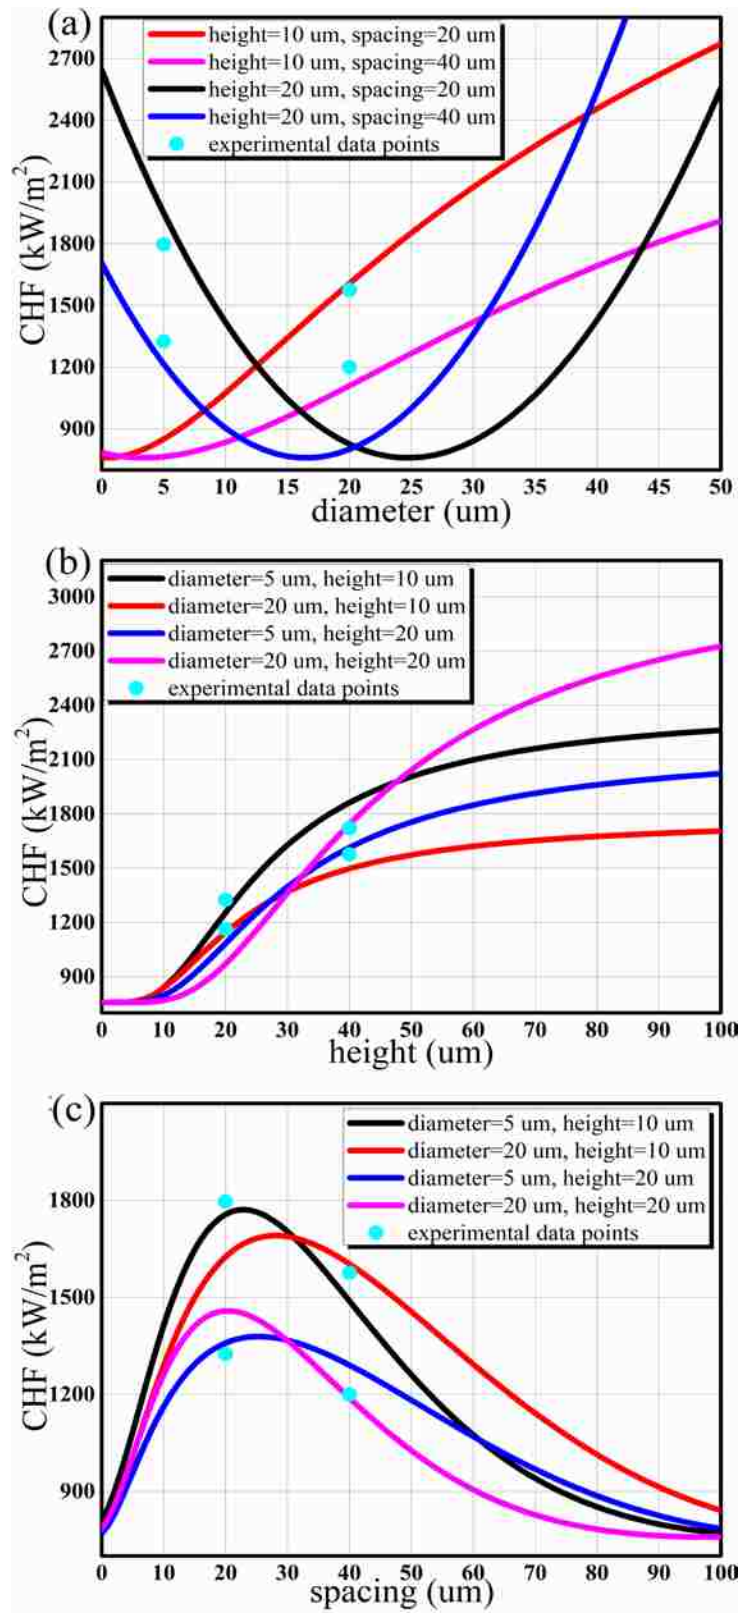 (a)
height=10 um, spacing=20 um
height=10 um, spacing=40 um
height=20 um, spacing=20 um
height=20 um, spacing=40 um
experimental data points
CHF (kW/m²)
2700
2400
2100
1800
1500
1200
900
0 5 10 15 20 25 30 35 40 45 50
diameter (um)
(b)
diameter=5 um, height=10 um
diameter=20 um, height=10 um
diameter=5 um, height=20 um
diameter=20 um, height=20 um
experimental data points
CHF (kW/m²)
3000
2700
2400
2100
1800
1500
1200
900
0 10 20 30 40 50 60 70 80 90 100
height (um)
(c)
diameter=5 um, height=10 um
diameter=20 um, height=10 um
diameter=5 um, height=20 um
diameter=20 um, height=20 um
experimental data points
CHF (kW/m²)
1800
1500
1200
900
0 10 20 30 40 50 60 70 80 90 100
spacing (um)